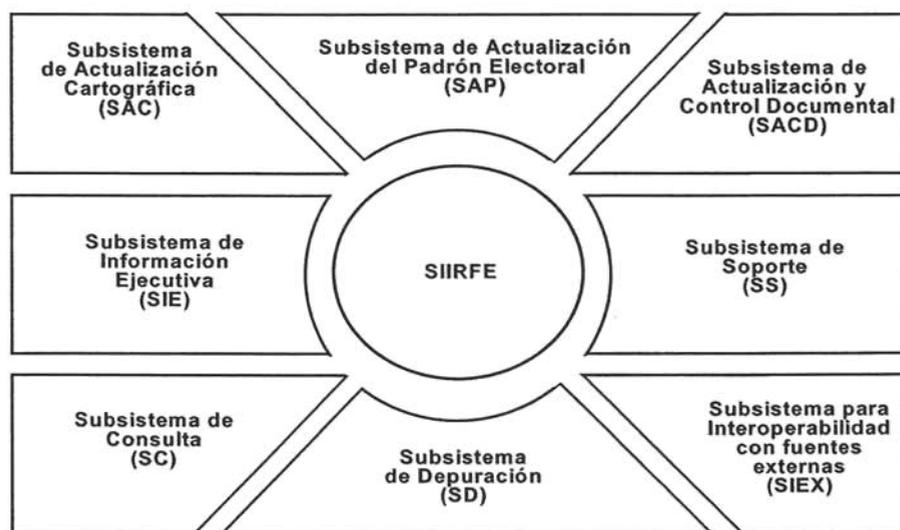 Subsistema
de Actualización
Cartográfica
(SAC)
Subsistema de Actualización
del Padrón Electoral
(SAP)
Subsistema de
Actualización y
Control Documental
(SACD)
Subsistema de
Información
Ejecutiva
(SIE)
SIIRFE
Subsistema de
Soporte
(SS)
Subsistema de
Consulta
(SC)
Subsistema
de Depuración
(SD)
Subsistema para
Interoperabilidad
con fuentes
externas
(SIEX)